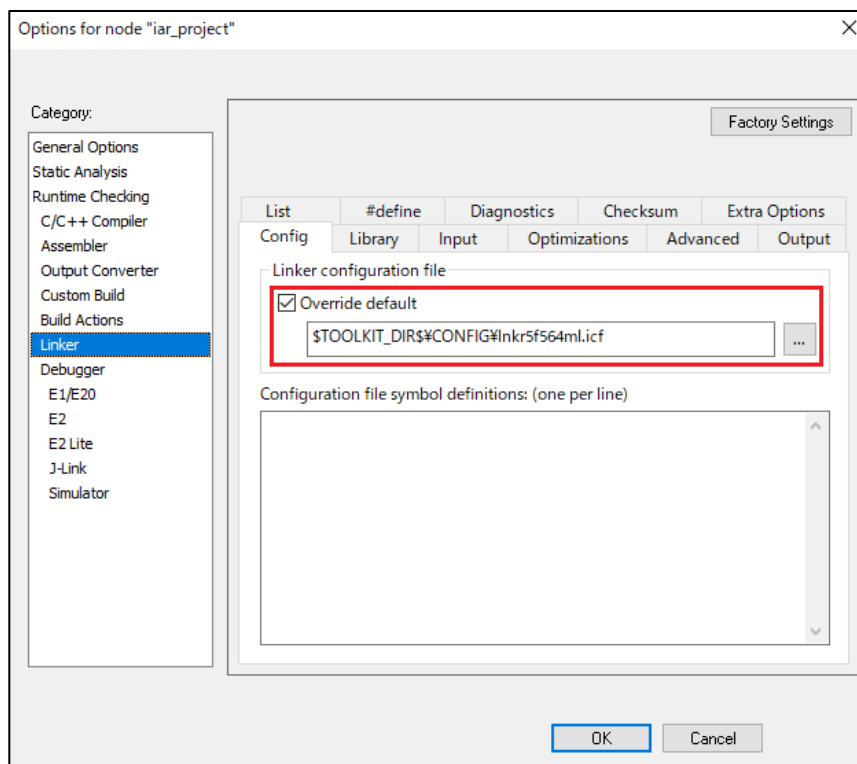 Options for node "iar_project"
Category:
General Options
Static Analysis
Runtime Checking
C/C++ Compiler
Assembler
Output Converter
Custom Build
Build Actions
Linker
Debugger
E1/E20
E2
E2 Lite
J-Link
Simulator
Factory Settings
List #define Diagnostics Checksum Extra Options
Config Library Input Optimizations Advanced Output
Linker configuration file
Override default
$TOOLKIT_DIR$¥CONFIG¥lnkr5f564ml.icf
...
Configuration file symbol definitions: (one per line)
OK Cancel